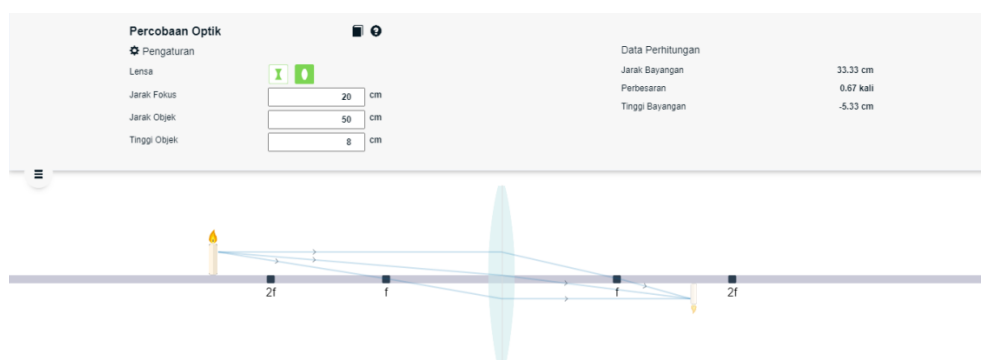 Percobaan Optik
Pengaturan
Lensa
Jarak Fokus 20 cm
Jarak Objek 50 cm
Tinggi Objek 8 cm
Data Perhitungan
Jarak Bayangan 33.33 cm
Perbesaran 0.67 kali
Tinggi Bayangan -5.33 cm
2f f f 2f